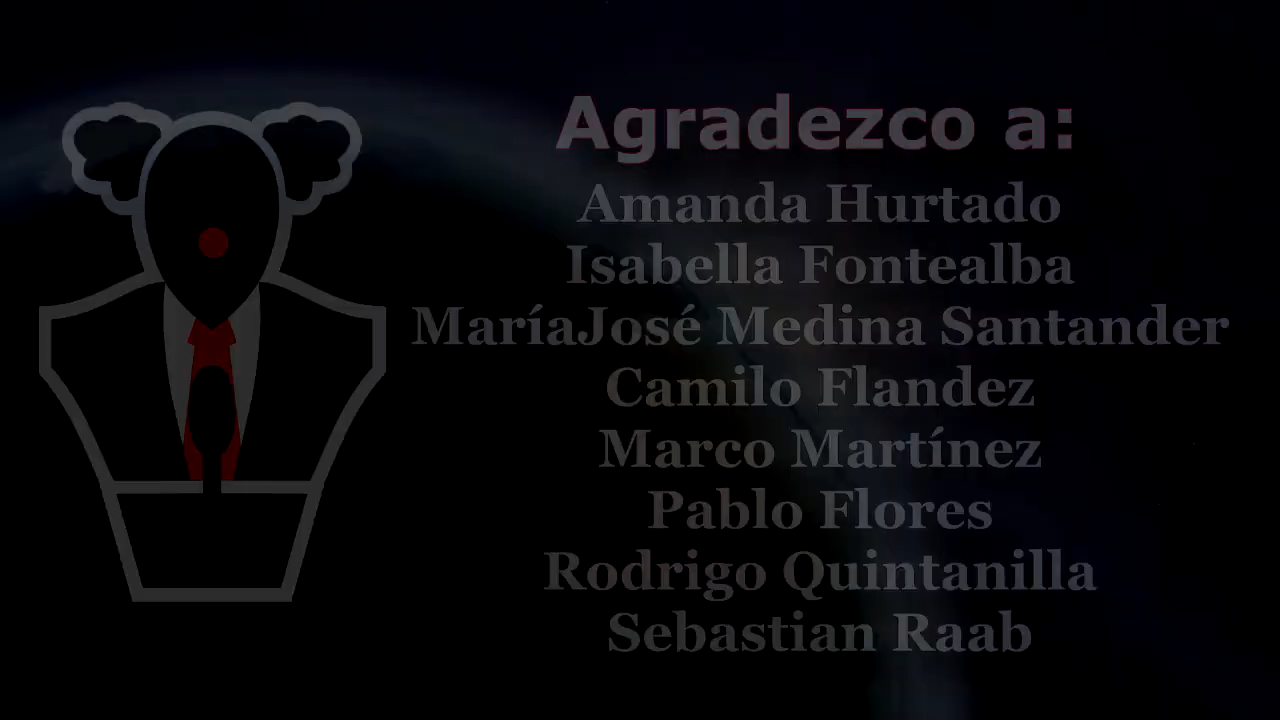 Agradezco a:
Amanda Hurtado
Isabella Fontealba
MaríaJosé Medina Santander
Camilo Flandez
Marco Martínez
Pablo Flores
Rodrigo Quintanilla
Sebastian Raab